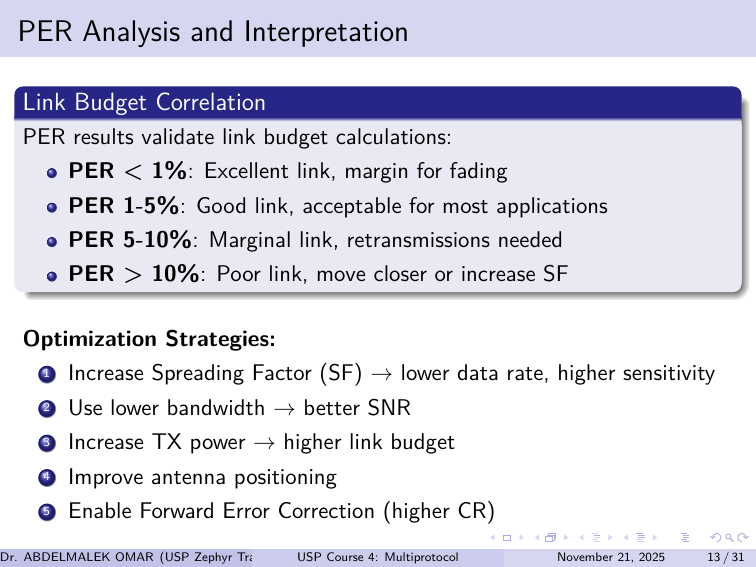 PER Analysis and Interpretation
Link Budget Correlation
PER results validate link budget calculations:
PER < 1%: Excellent link, margin for fading
PER 1-5%: Good link, acceptable for most applications
PER 5-10%: Marginal link, retransmissions needed
PER > 10%: Poor link, move closer or increase SF
Optimization Strategies:
1 Increase Spreading Factor (SF) → lower data rate, higher sensitivity
2 Use lower bandwidth → better SNR
3 Increase TX power → higher link budget
4 Improve antenna positioning
5 Enable Forward Error Correction (higher CR)
Dr. ABDELMALEK OMAR (USP Zephyr Tra USP Course 4: Multiprotocol November 21, 2025 13 / 31